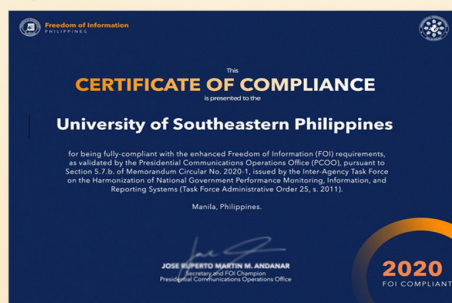 Freedom of Information
PHILIPPINES
This
CERTIFICATE OF COMPLIANCE
is presented to the
University of Southeastern Philippines
for being fully-compliant with the enhanced Freedom of Information (FOI) requirements,
as validated by the Presidential Communications Operations Office (PCOO), pursuant to
Section 5.7.b. of Memorandum Circular No. 2020-1, issued by the Inter-Agency Task Force
on the Harmonization of National Government Performance Monitoring, Information, and
Reporting Systems (Task Force Administrative Order 25, s. 2011).
Manila, Philippines.
JOSE RUPERTO MARTIN M. ANDANAR
Secretary and FOI Champion
Presidential Communications Operations Office
2020
FOI COMPLIANT